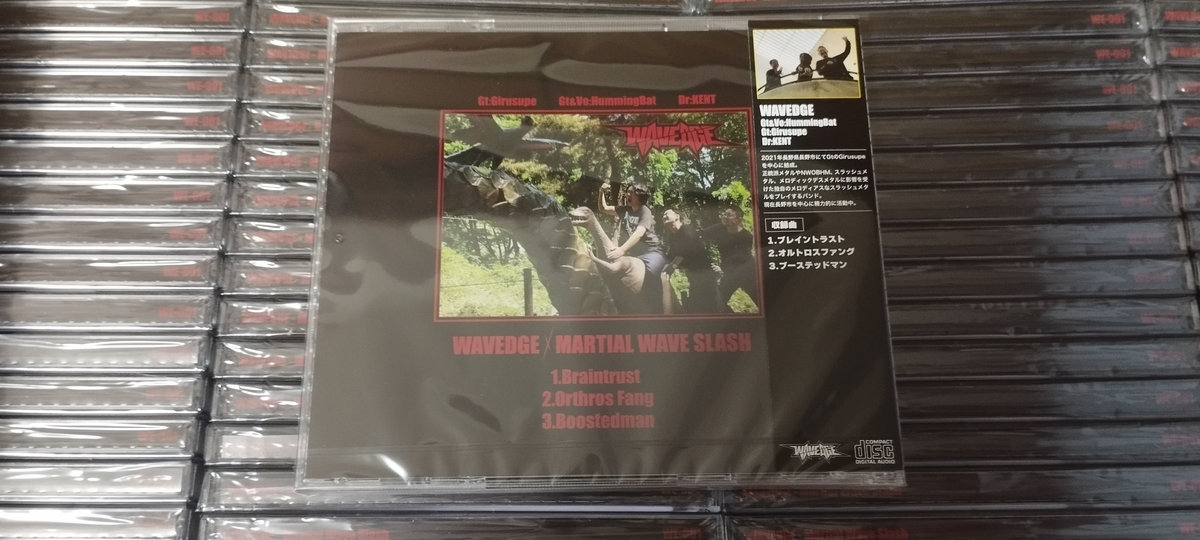 Gt:Girusupe Gt&Vo:HummingBat Dr:KENT
WAVEDGE
WAVEDGE / MARTIAL WAVE SLASH
1.Braintrust
2.Orthros Fang
3.Boostedman
WAVEDGE
Gt&Vo:HummingBat
Gt:Girusupe
Dr:KENT
2021年長野県長野市にてGtのGirusupe
を中心に結成。
正統派メタルやNWOBHM、スラッシュメ
タル、メロディックデスメタルに影響を受
けた独自のメロディアスなスラッシュメタ
ルをプレイするバンド。
現在長野市を中心に精力的に活動中。
収録曲
1.ブレイントラスト
2.オルトロスファング
3.ブーステッドマン
WAVEDGE
COMPACT
disc
DIGITAL AUDIO
WE-001
WE-001
WE-001
WE-001